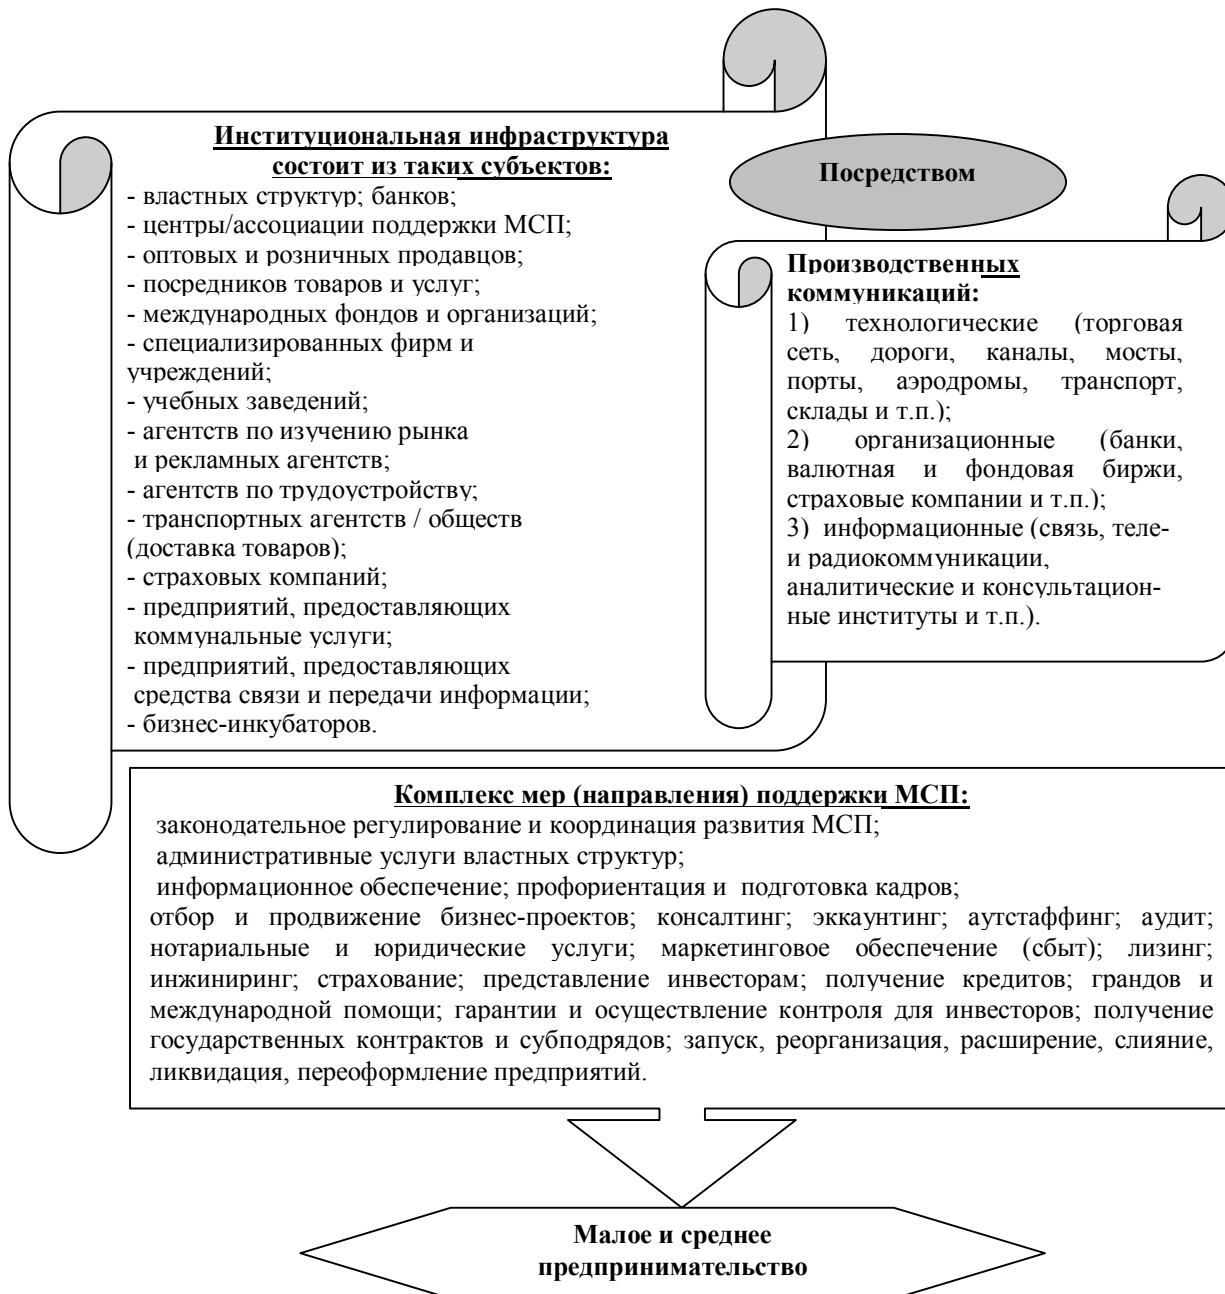 Институциональная инфраструктура
состоит из таких субъектов:
- властных структур; банков;
- центры/ассоциации поддержки МСП;
- оптовых и розничных продавцов;
- посредников товаров и услуг;
- международных фондов и организаций;
- специализированных фирм и
учреждений;
- учебных заведений;
- агентств по изучению рынка
и рекламных агентств;
- агентств по трудоустройству;
- транспортных агентств / обществ
(доставка товаров);
- страховых компаний;
- предприятий, предоставляющих
коммунальные услуги;
- предприятий, предоставляющих
средства связи и передачи информации;
- бизнес-инкубаторов.
Посредством
Производственных
коммуникаций:
1) технологические (торговая
сеть, дороги, каналы, мосты,
порты, аэродромы, транспорт,
склады и т.п.);
2) организационные (банки,
валютная и фондовая биржи,
страховые компании и т.п.);
3) информационные (связь, теле-
и радиокоммуникации,
аналитические и консультацион-
ные институты и т.п.).
Комплекс мер (направления) поддержки МСП:
законодательное регулирование и координация развития МСП;
административные услуги властных структур;
информационное обеспечение; профориентация и подготовка кадров;
отбор и продвижение бизнес-проектов; консалтинг; эккаунтинг; аутстаффинг; аудит;
нотариальные и юридические услуги; маркетинговое обеспечение (сбыт); лизинг;
инжиниринг; страхование; представление инвесторам; получение кредитов; грандов и
международной помощи; гарантии и осуществление контроля для инвесторов; получение
государственных контрактов и субподрядов; запуск, реорганизация, расширение, слияние,
ликвидация, переоформление предприятий.
Малое и среднее
предпринимательство